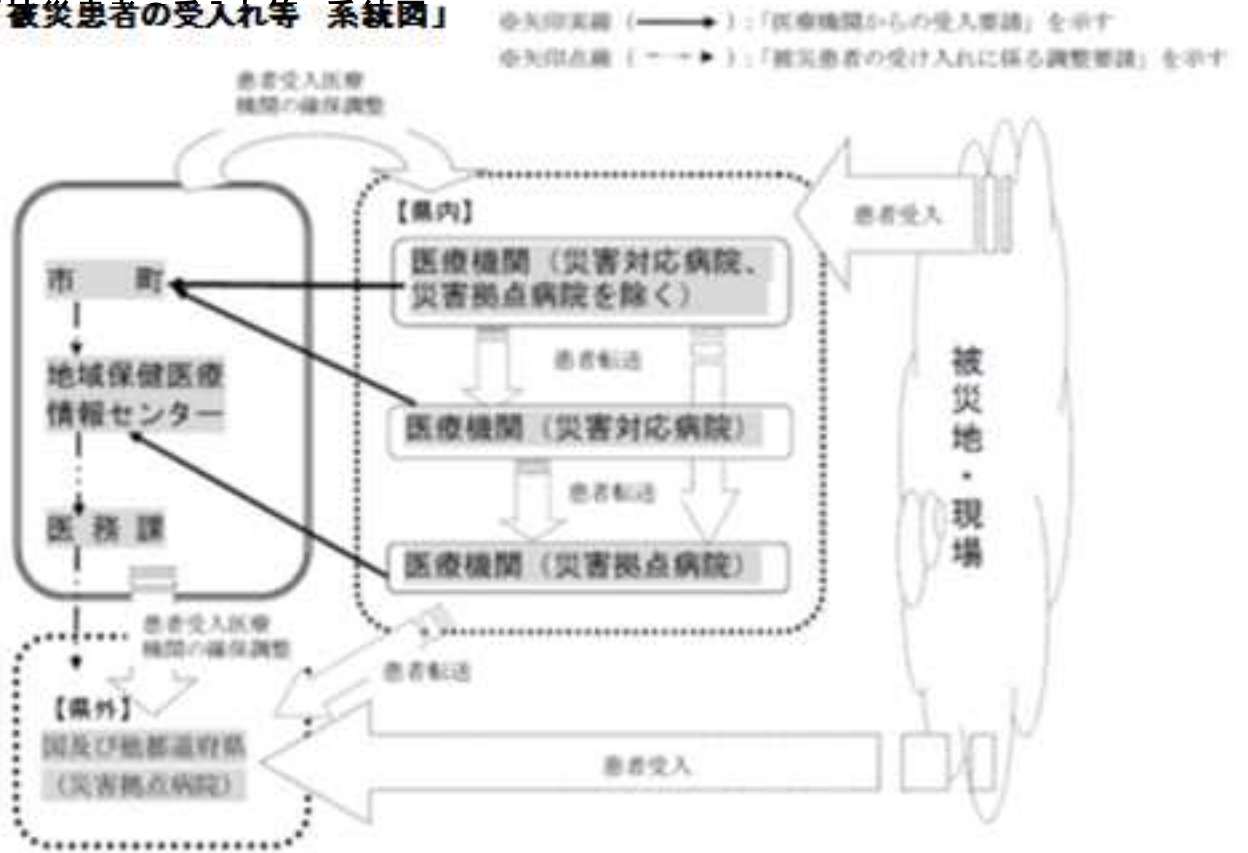 被災患者の受入れ等　系統図」
※矢印実線（ ）:「医療機関からの受入要請」を示す
※矢印点線（ ）:「被災患者の受け入れに係る調整要請」を示す
患者受入医療
機関の確保調整
【県内】
患者受入
医療機関（災害対応病院、
災害拠点病院を除く）
市　　町
患者転送
地域保健医療
情報センター
医療機関（災害対応病院）
被災地・現場
患者転送
医務課
医療機関（災害拠点病院）
患者受入医療
機関の確保調整
患者転送
【県外】
国及び他都道府県
（災害拠点病院）
患者受入